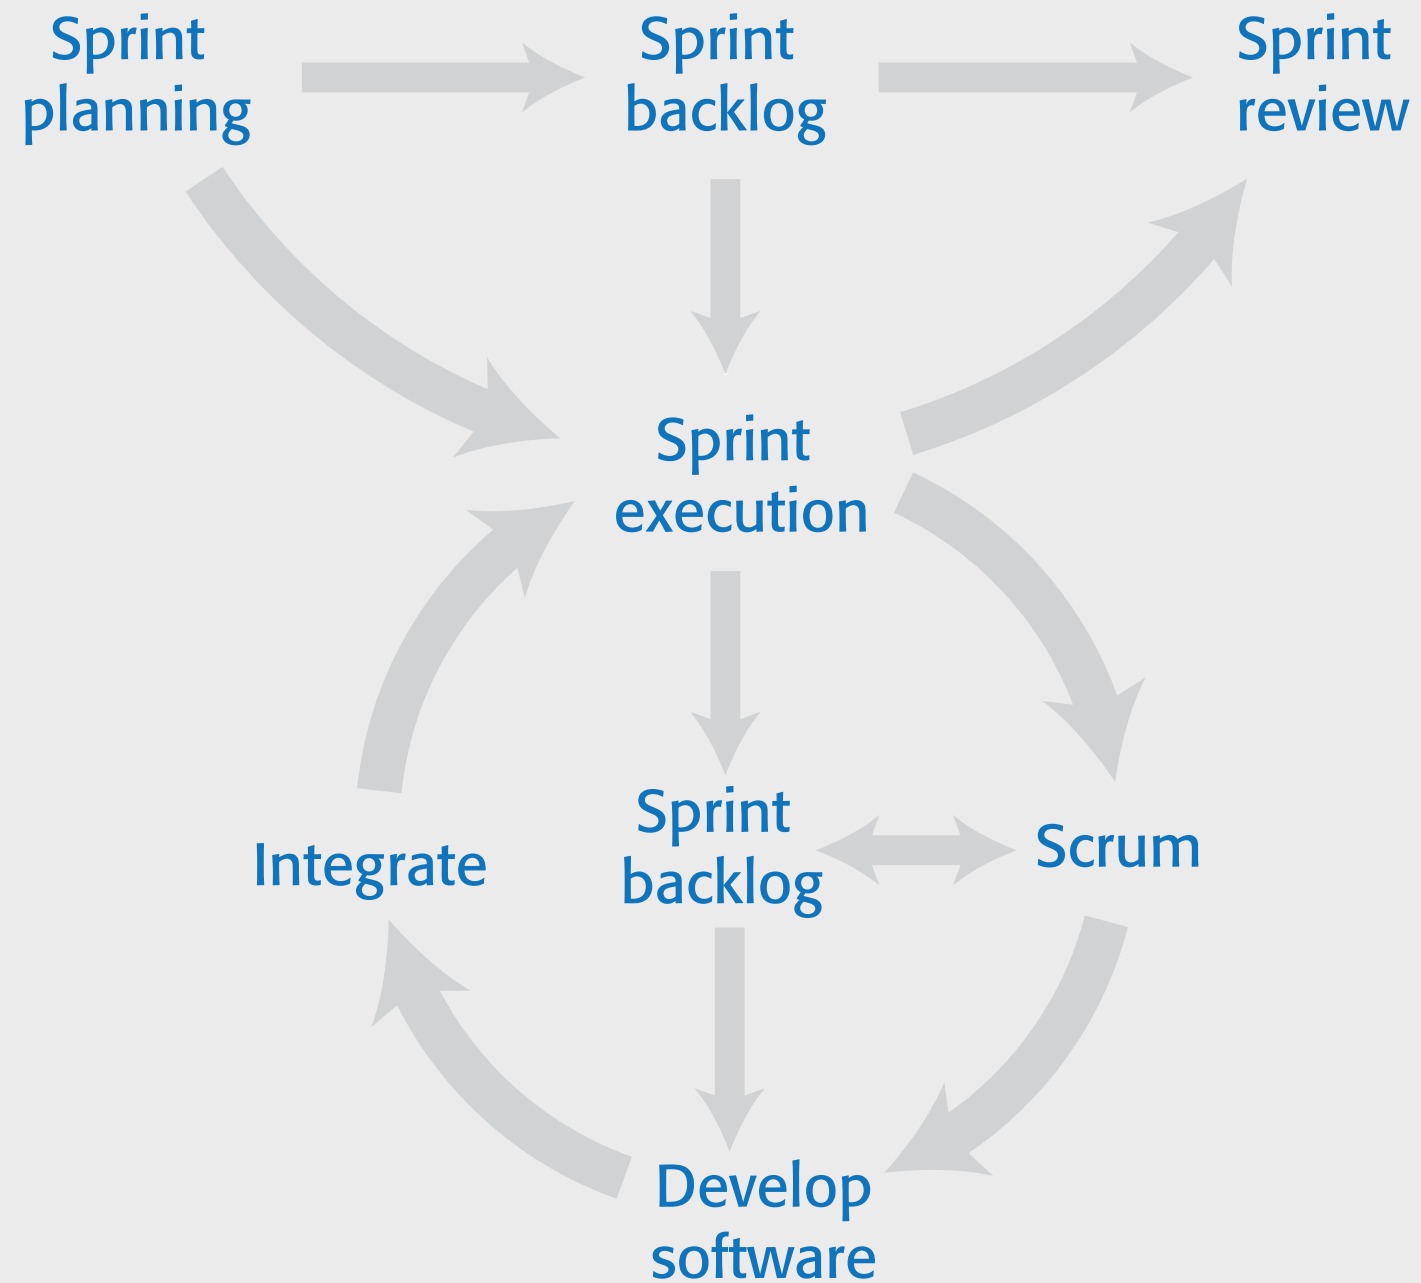 Sprint
planning
Sprint
backlog
Sprint
review
Sprint
execution
Sprint
backlog
Scrum
Integrate
Develop
software